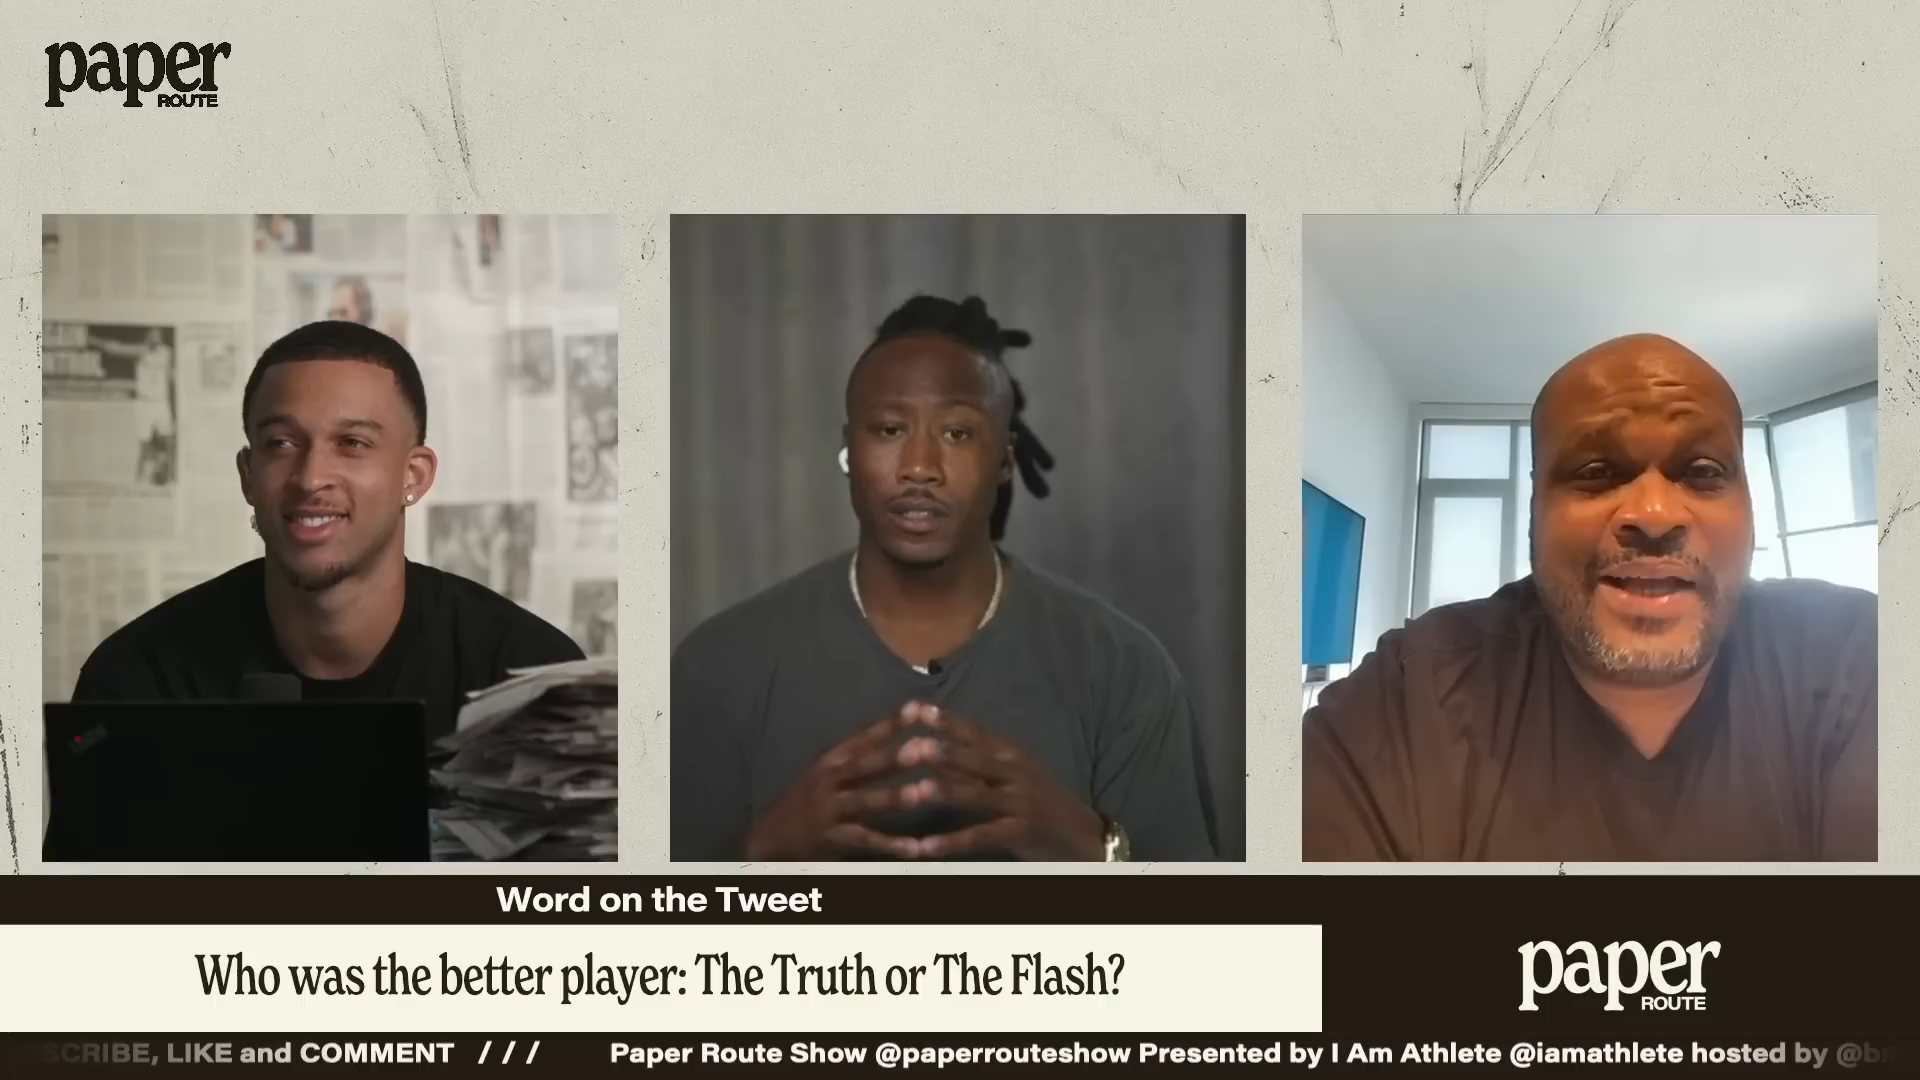 paper
ROUTE
Word on the Tweet
Who was the better player: The Truth or The Flash?
paper
ROUTE
SCRIBE, LIKE and COMMENT / / / Paper Route Show @paperrouteshow Presented by I Am Athlete @iamathlete hosted by